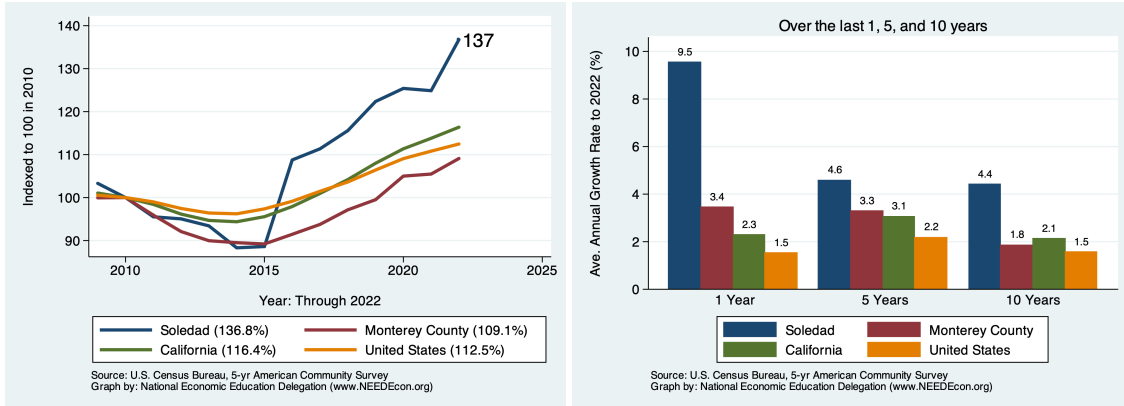 Indexed to 100 in 2010
140
130
120
110
100
90
137
2010
2015
2020
2025
Year: Through 2022
Soledad (136.8%)
Monterey County (109.1%)
California (116.4%)
United States (112.5%)
Source: U.S. Census Bureau, 5-yr American Community Survey
Graph by: National Economic Education Delegation (www.NEEDEcon.org)
Over the last 1, 5, and 10 years
Ave. Annual Growth Rate to 2022 (%)
10
8
6
4
2
0
9.5
3.4
2.3
1.5
4.6
3.3
3.1
2.2
4.4
1.8
2.1
1.5
1 Year
5 Years
10 Years
Soledad
Monterey County
California
United States
Source: U.S. Census Bureau, 5-yr American Community Survey
Graph by: National Economic Education Delegation (www.NEEDEcon.org)